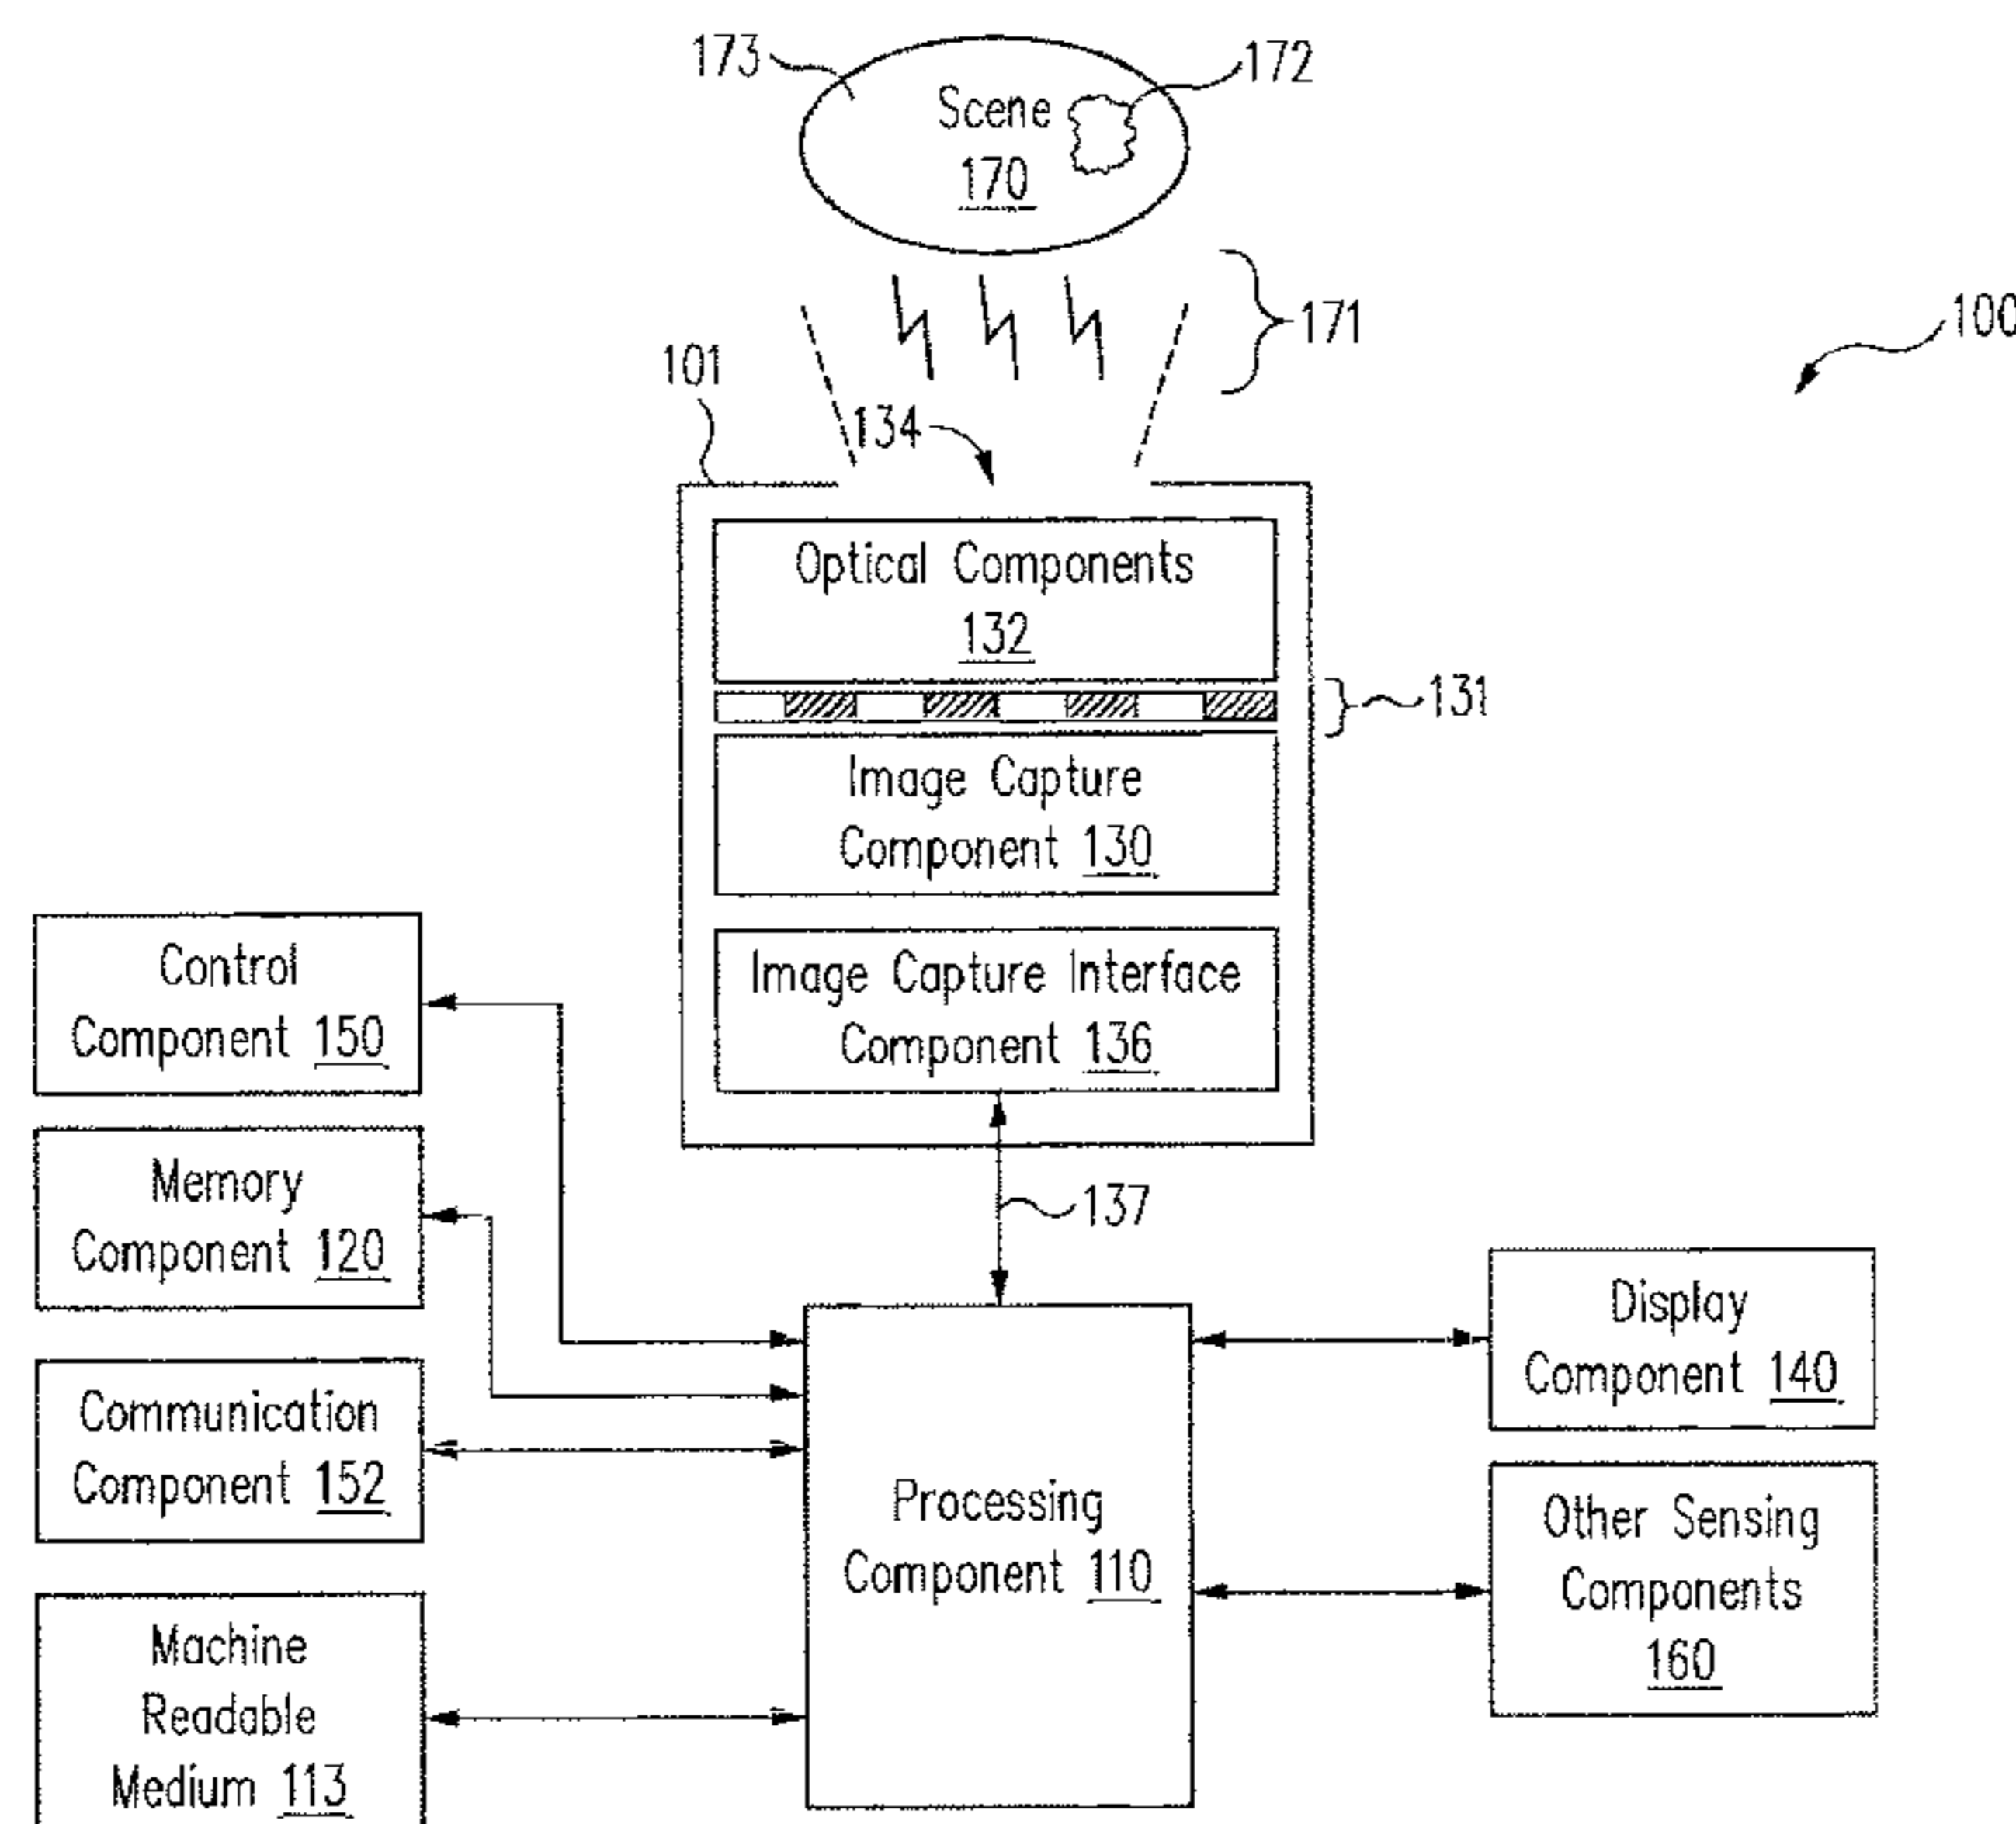 173
172
Scene
170
171
100
101
134
Optical Components
132
131
Image Capture
Component 130
Image Capture Interface
Component 136
137
Control
Component 150
Memory
Component 120
Communication
Component 152
Machine
Readable
Medium 113
Processing
Component 110
Display
Component 140
Other Sensing
Components
160